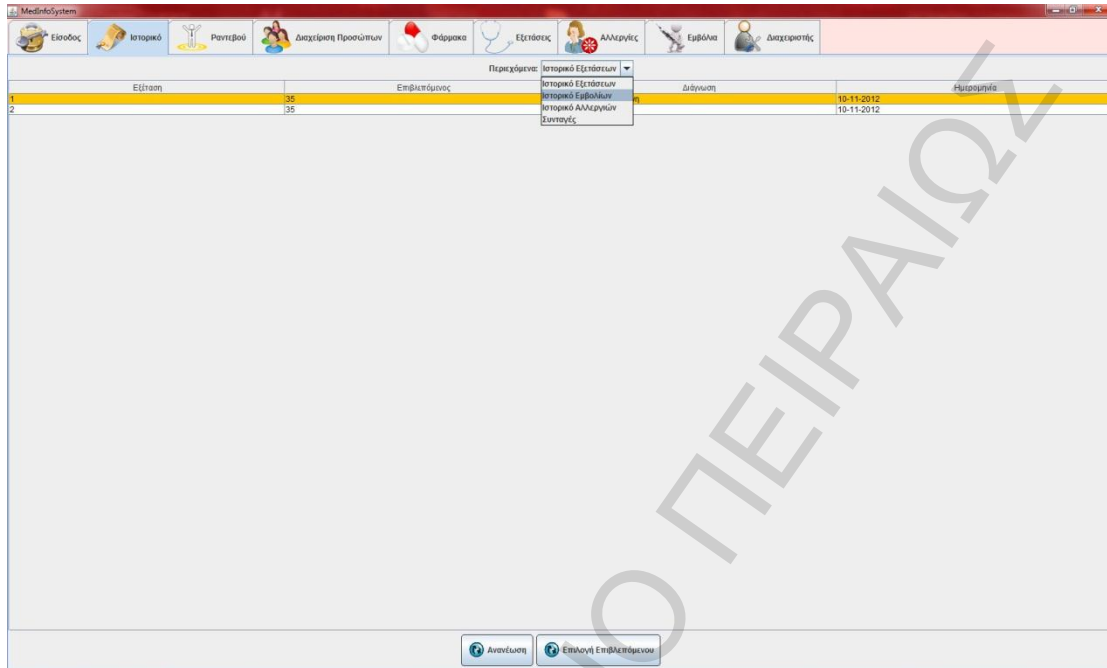 MedInfoSystem
Είσοδος Ιστορικό Ραντεβού Διαχείριση Προσώπων Φάρμακα Εξετάσεις Αλλεργίες Εμβόλια Διαχειριστής
Περιεχόμενα: Ιστορικό Εξετάσεων
Εξέταση Επιβλεπόμενος Διάγνωση Ημερομηνία
Ιστορικό Εξετάσεων
Ιστορικό Εμβολίων
Ιστορικό Αλλεργιών
Συνταγές
1 35 η 10-11-2012
2 35 10-11-2012
Ανανέωση Επιλογή Επιβλεπόμενου
Ο ΠΕΙΡΑΙΩΣ